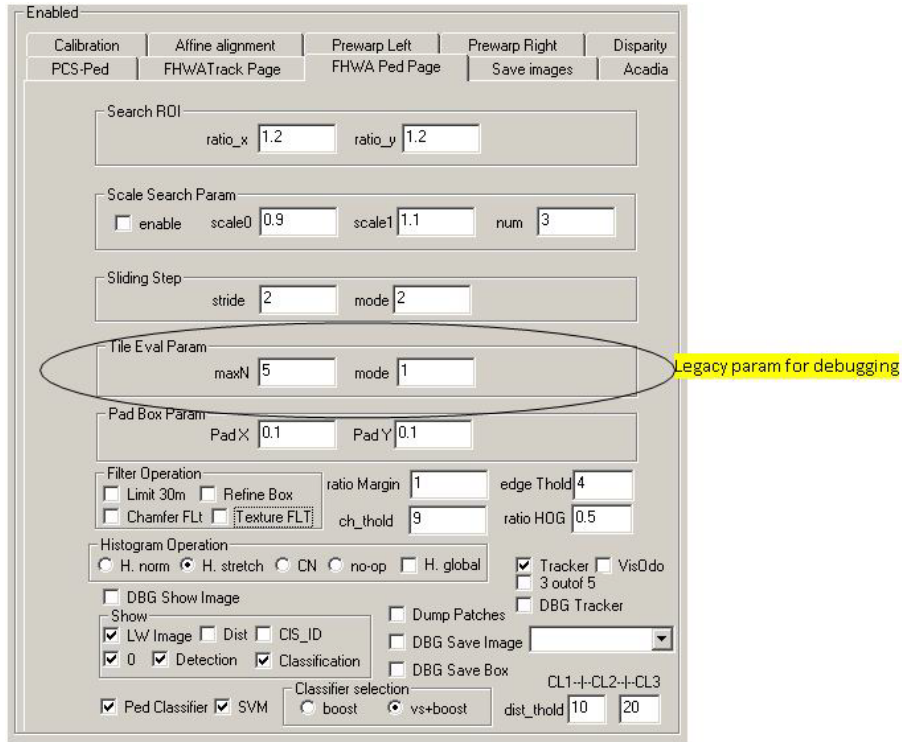 Enabled
Calibration Affine alignment Prewarp Left Prewarp Right Disparity
PCS-Ped FHWATrack Page FHWA Ped Page Save images Acadia
Search ROI
ratio_x 1.2 ratio_y 1.2
Scale Search Param
enable scale0 0.9 scale1 1.1 num 3
Sliding Step
stride 2 mode 2
Tile Eval Param
maxN 5 mode 1
Legacy param for debugging
Pad Box Param
Pad X 0.1 Pad Y 0.1
Filter Operation
Limit 30m Refine Box ratio Margin 1 edge Thold 4
Chamfer FLt Texture FLT ch_thold 9 ratio HOG 0.5
Histogram Operation
H. norm H. stretch CN no-op H. global Tracker VisOdo
3 outof 5
DBG Show Image DBG Tracker
Show Dump Patches
LW Image Dist CIS_ID DBG Save Image
0 Detection Classification DBG Save Box
CL1--|--CL2--|--CL3
Classifier selection
Ped Classifier SVM boost vs+boost dist_thold 10 20